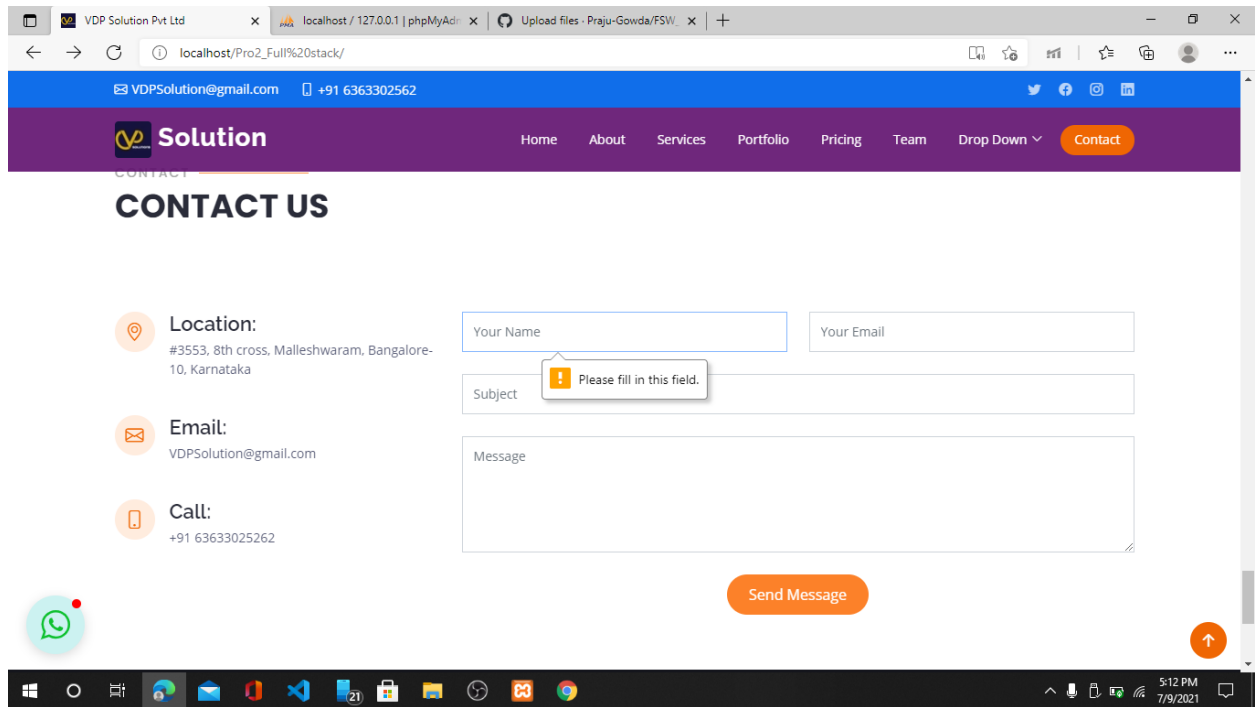 VDP Solution Pvt Ltd
localhost / 127.0.0.1 | phpMyAdm
Upload files · Praju-Gowda/FSW_
localhost/Pro2_Full%20stack/
VDPSolution@gmail.com +91 6363302562
Solution
Home About Services Portfolio Pricing Team Drop Down Contact
CONTACT
CONTACT US
Location:
#3553, 8th cross, Malleshwaram, Bangalore-
10, Karnataka
Email:
VDPSolution@gmail.com
Call:
+91 63633025262
Your Name
Your Email
Please fill in this field.
Subject
Message
Send Message
21
5:12 PM
7/9/2021